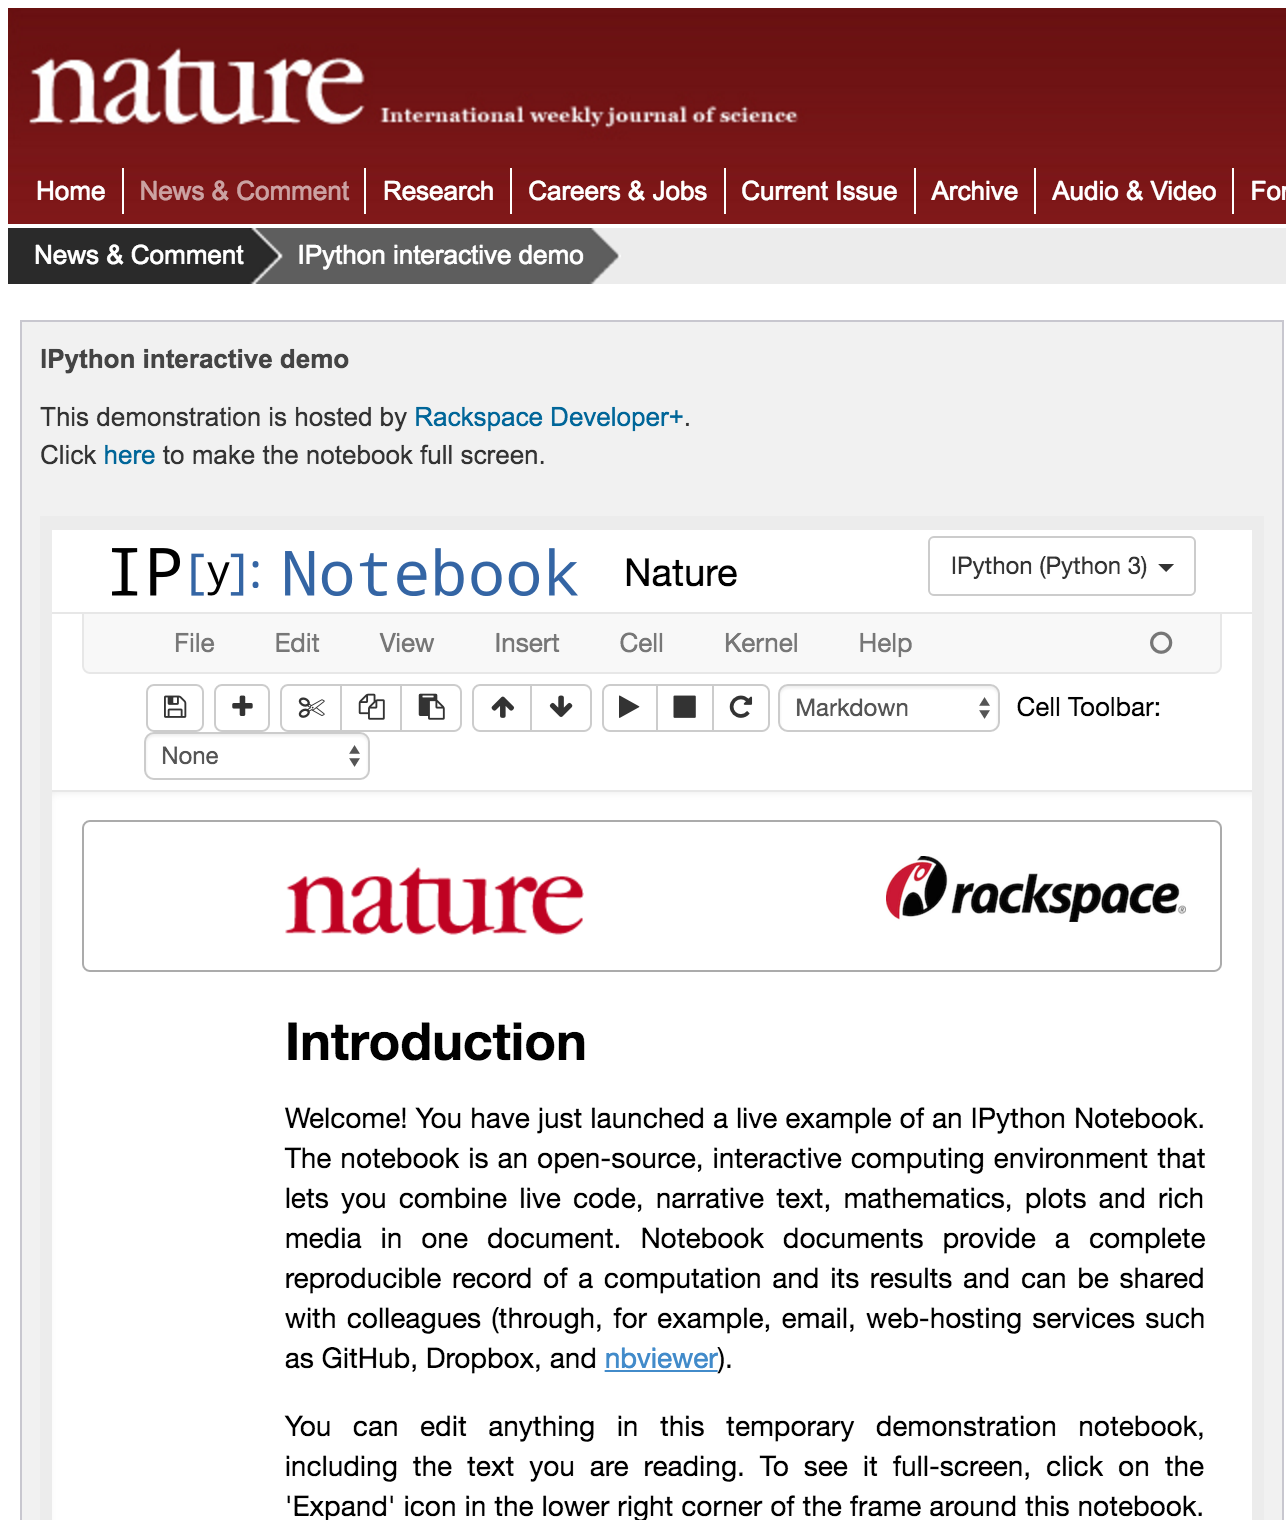 nature International weekly journal of science
Home News & Comment Research Careers & Jobs Current Issue Archive Audio & Video For
News & Comment IPython interactive demo
IPython interactive demo
This demonstration is hosted by Rackspace Developer+.
Click here to make the notebook full screen.
IP[y]: Notebook Nature IPython (Python 3)
File Edit View Insert Cell Kernel Help
Markdown Cell Toolbar:
None
nature rackspace®
Introduction
Welcome! You have just launched a live example of an IPython Notebook.
The notebook is an open-source, interactive computing environment that
lets you combine live code, narrative text, mathematics, plots and rich
media in one document. Notebook documents provide a complete
reproducible record of a computation and its results and can be shared
with colleagues (through, for example, email, web-hosting services such
as GitHub, Dropbox, and nbviewer).
You can edit anything in this temporary demonstration notebook,
including the text you are reading. To see it full-screen, click on the
'Expand' icon in the lower right corner of the frame around this notebook.